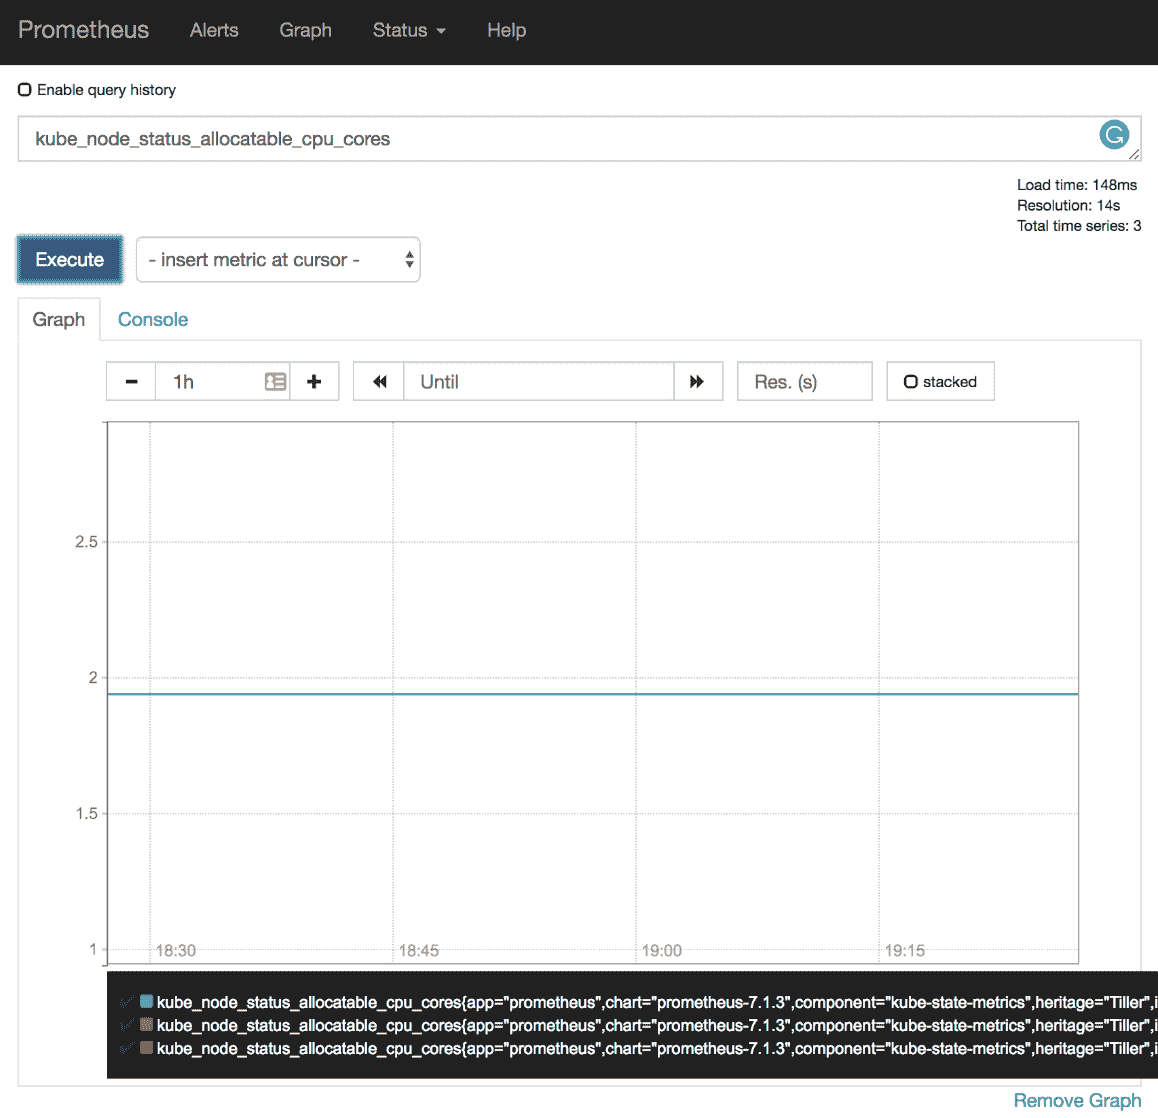 Prometheus Alerts Graph Status Help
Enable query history
kube_node_status_allocatable_cpu_cores
Load time: 148ms
Resolution: 14s
Total time series: 3
Execute - insert metric at cursor -
Graph Console
1h Until Res. (s) stacked
2.5
2
1.5
1
18:30 18:45 19:00 19:15
kube_node_status_allocatable_cpu_cores{app="prometheus",chart="prometheus-7.1.3",component="kube-state-metrics",heritage="Tiller",i
kube_node_status_allocatable_cpu_cores{app="prometheus",chart="prometheus-7.1.3",component="kube-state-metrics",heritage="Tiller",i
kube_node_status_allocatable_cpu_cores{app="prometheus",chart="prometheus-7.1.3",component="kube-state-metrics",heritage="Tiller",i
Remove Graph